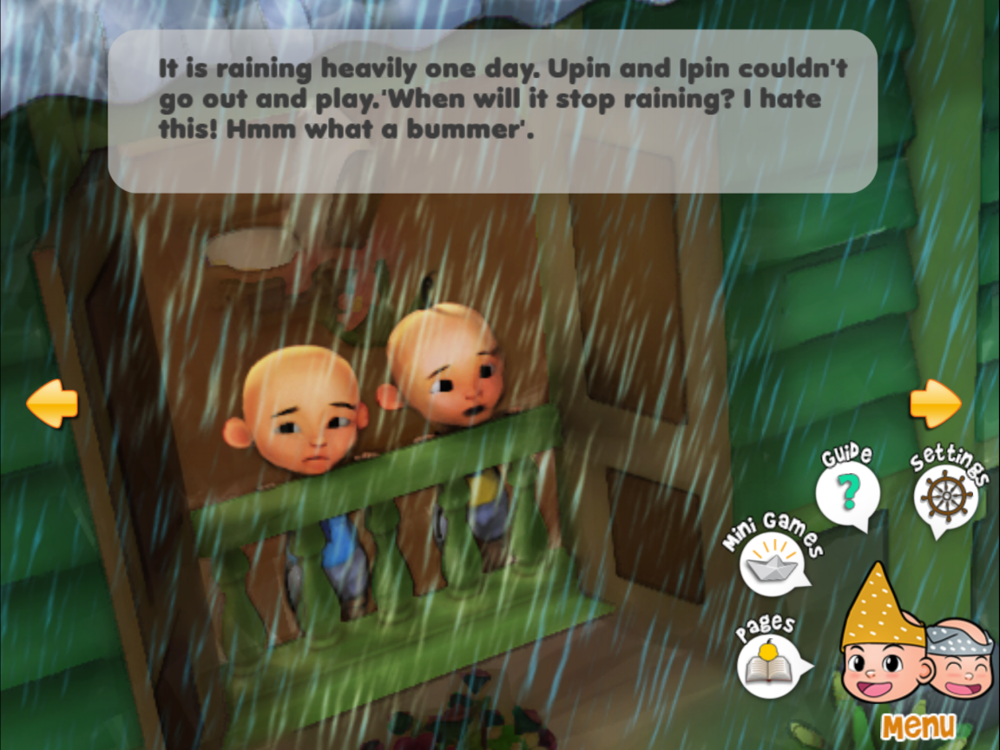 It is raining heavily one day. Upin and Ipin couldn't
go out and play.'When will it stop raining? I hate
this! Hmm what a bummer'.
Guide
?
Settings
Mini Games
Pages
Menu